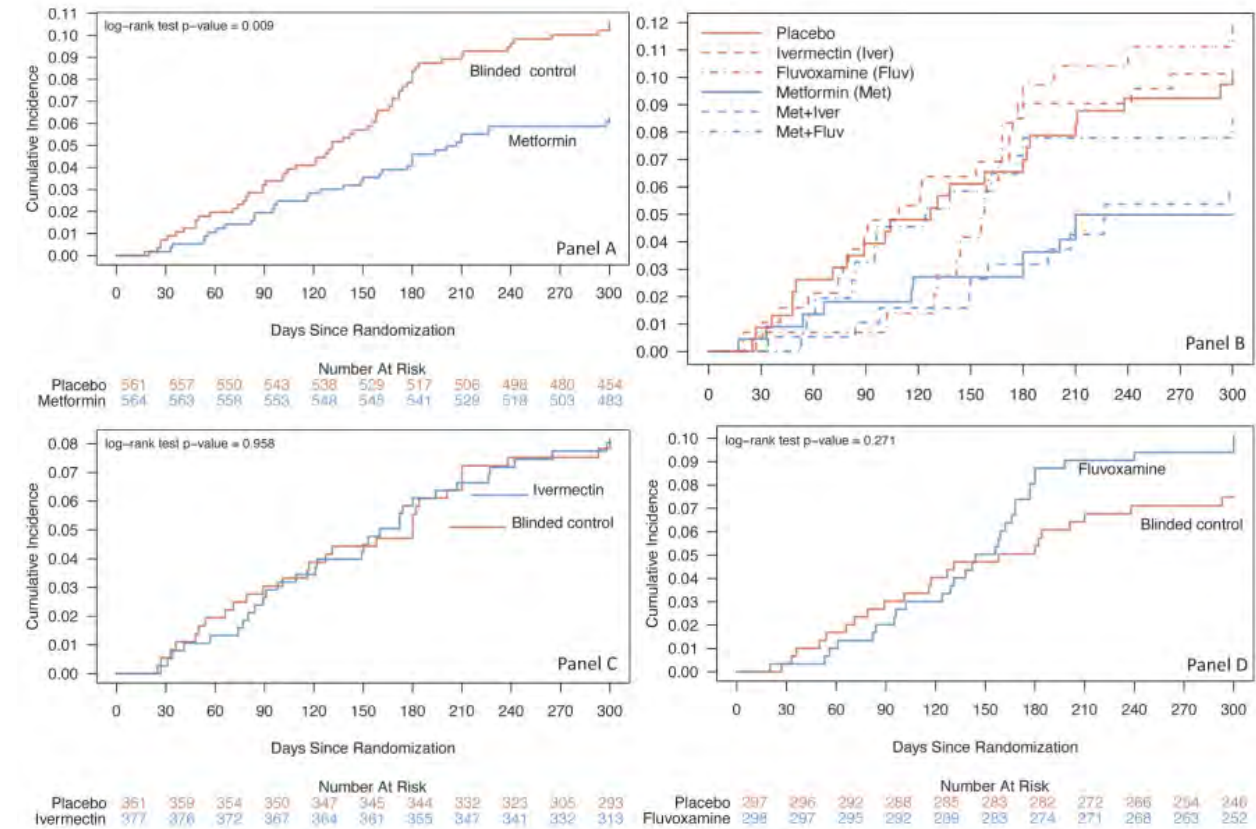 0.11
0.10
0.09
0.08
0.07
0.06
0.05
0.04
0.03
0.02
0.01
0.00
Cumulative Incidence
log-rank test p-value = 0.009
Blinded control
Metformin
Panel A
0 30 60 90 120 150 180 210 240 270 300
Days Since Randomization
Number At Risk
Placebo 561 557 550 543 538 529 517 506 498 480 454
Metformin 564 563 558 553 548 545 541 529 518 503 483
0.12
0.11
0.10
0.09
0.08
0.07
0.06
0.05
0.04
0.03
0.02
0.01
0.00
Placebo
Ivermectin (Iver)
Fluvoxamine (Fluv)
Metformin (Met)
Met+Iver
Met+Fluv
Panel B
0 30 60 90 120 150 180 210 240 270 300
0.08
0.07
0.06
0.05
0.04
0.03
0.02
0.01
0.00
Cumulative Incidence
log-rank test p-value = 0.958
Ivermectin
Blinded control
Panel C
0 30 60 90 120 150 180 210 240 270 300
Days Since Randomization
Number At Risk
Placebo 361 359 354 350 347 345 344 332 323 305 293
Ivermectin 377 376 372 367 364 361 355 347 341 332 313
0.10
0.09
0.08
0.07
0.06
0.05
0.04
0.03
0.02
0.01
0.00
Cumulative Incidence
log-rank test p-value = 0.271
Fluvoxamine
Blinded control
Panel D
0 30 60 90 120 150 180 210 240 270 300
Days Since Randomization
Number At Risk
Placebo 297 296 292 288 285 283 282 272 266 254 246
Fluvoxamine 298 297 295 292 289 283 274 271 268 263 252